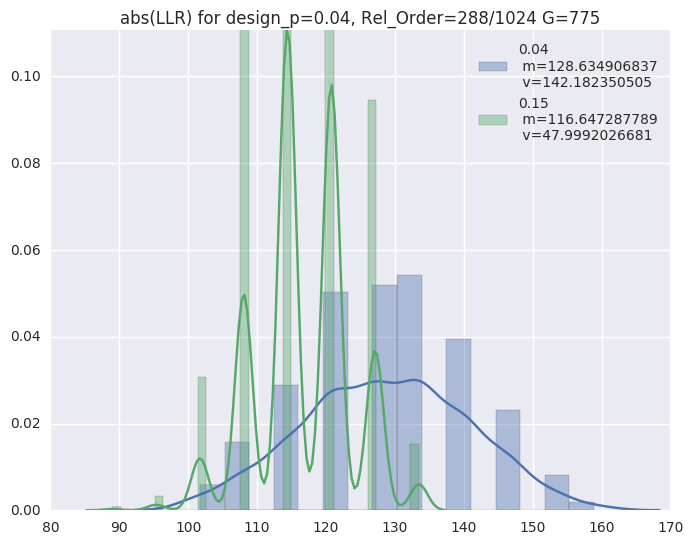 abs(LLR) for design_p=0.04, Rel_Order=288/1024 G=775
0.10
0.08
0.06
0.04
0.02
0.00
0.04
m=128.634906837
v=142.182350505
0.15
m=116.647287789
v=47.9992026681
80 90 100 110 120 130 140 150 160 170